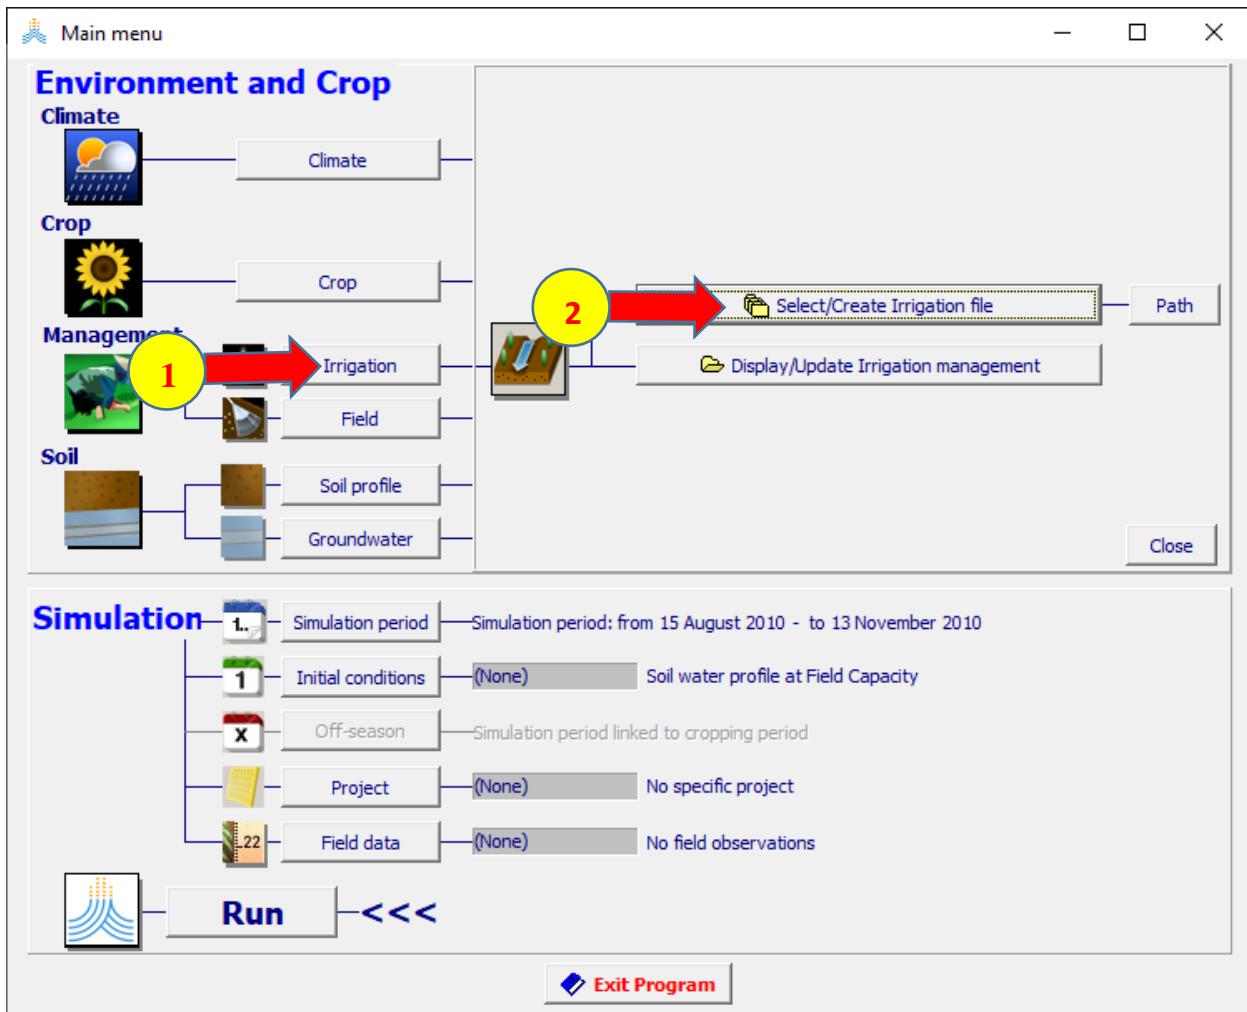 Main menu
Environment and Crop
Climate
Climate
Crop
Crop
2
Select/Create Irrigation file
Path
Management
1
Irrigation
Display/Update Irrigation management
Field
Soil
Soil profile
Groundwater
Close
Simulation
1..
Simulation period
Simulation period: from 15 August 2010 - to 13 November 2010
1
Initial conditions
(None)
Soil water profile at Field Capacity
X
Off-season
Simulation period linked to cropping period
Project
(None)
No specific project
22
Field data
(None)
No field observations
Run
<<<
Exit Program